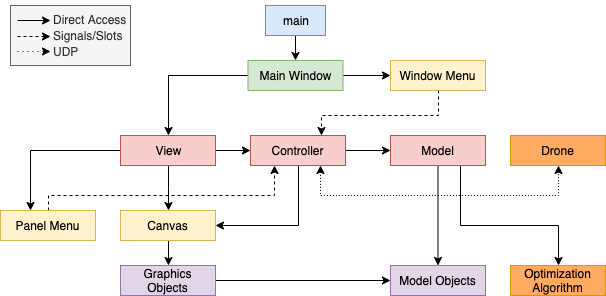 Direct Access
Signals/Slots
UDP
main
Main Window
Window Menu
View
Controller
Model
Drone
Panel Menu
Canvas
Graphics
Objects
Model Objects
Optimization
Algorithm